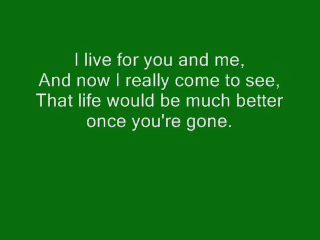 I live for you and me,
And now I really come to see,
That life would be much better
once you're gone.